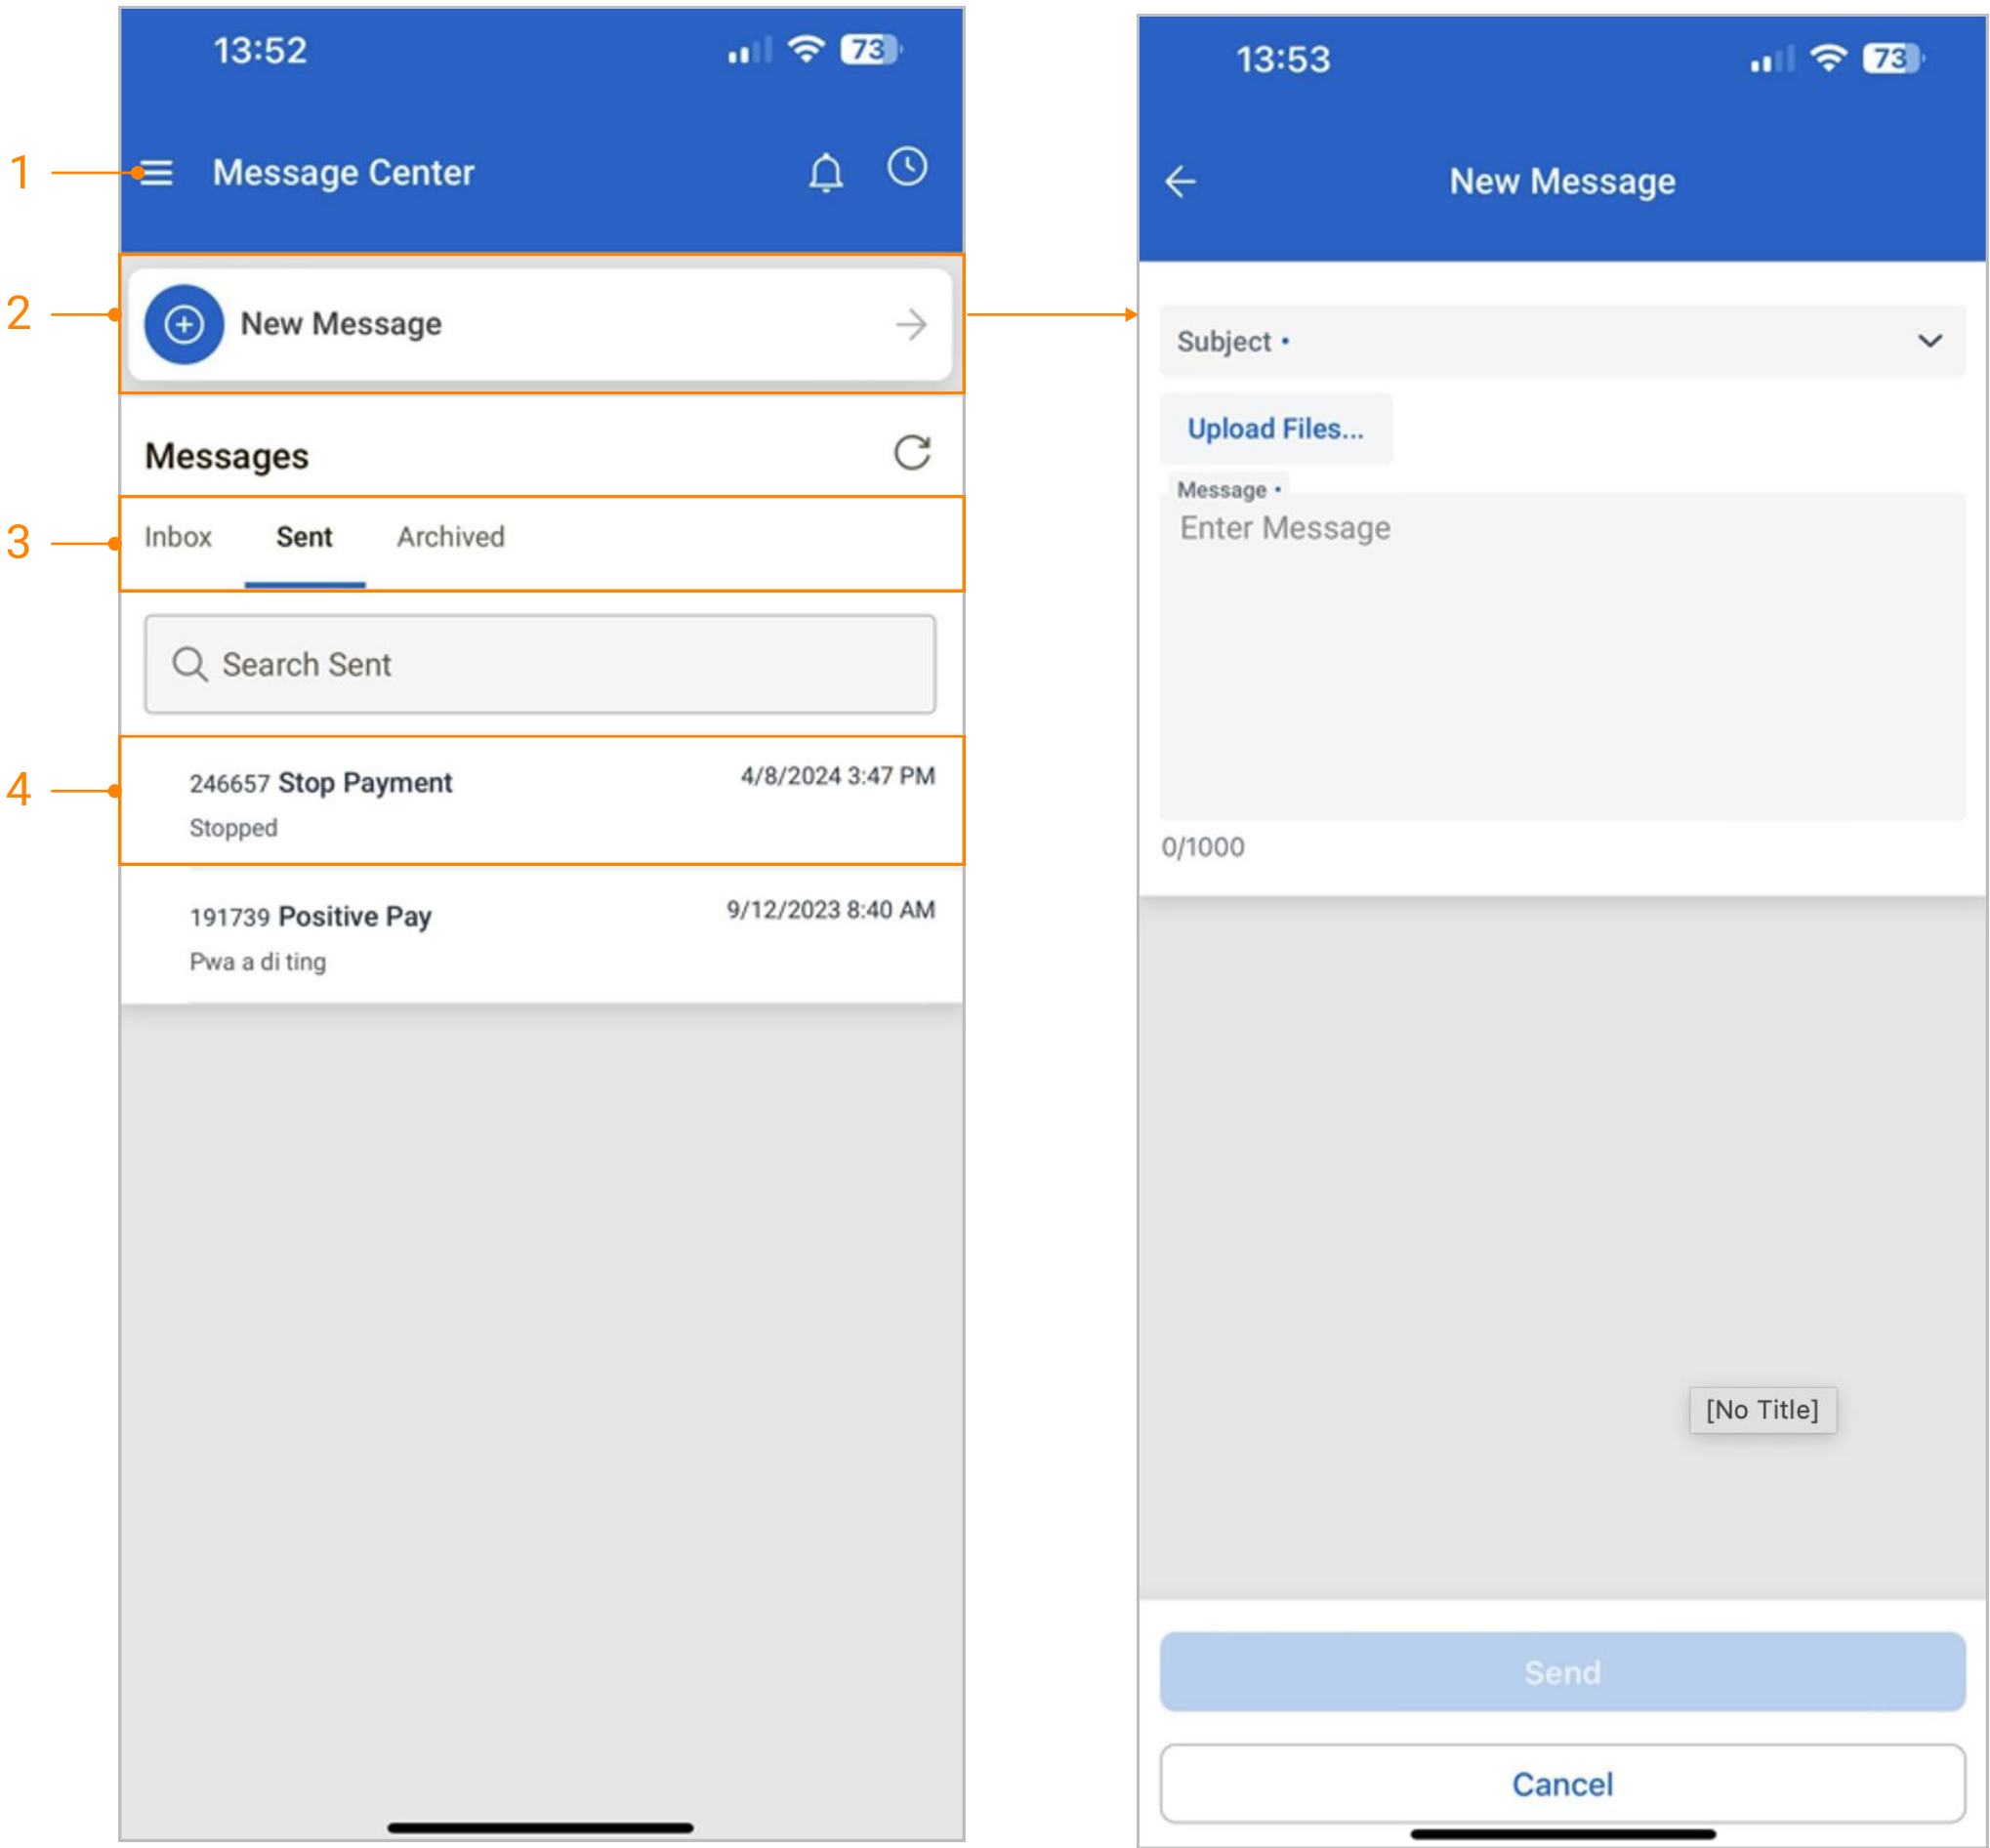 13:52
73
1
Message Center
2
New Message
Messages
3
Inbox Sent Archived
Search Sent
4
246657 Stop Payment 4/8/2024 3:47 PM
Stopped
191739 Positive Pay 9/12/2023 8:40 AM
Pwa a di ting
13:53
73
New Message
Subject •
Upload Files...
Message •
Enter Message
0/1000
[No Title]
Send
Cancel